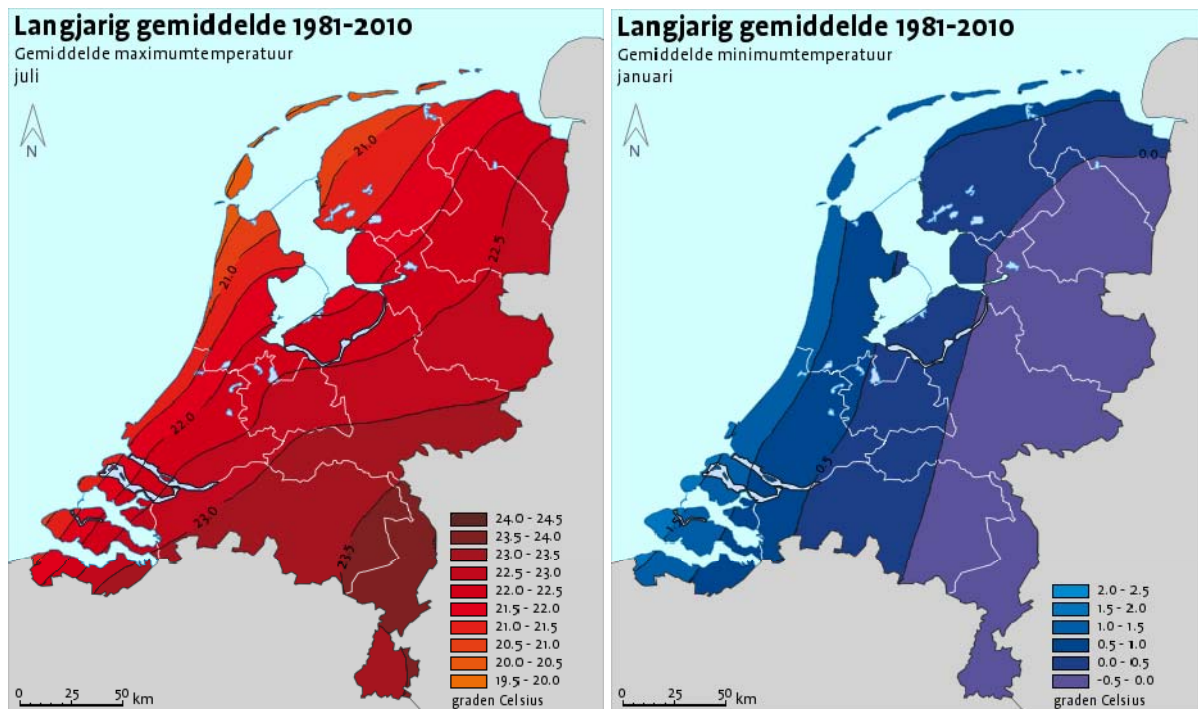 Langjarig gemiddelde 1981-2010
Gemiddelde maximumtemperatuur
juli
N
21.0
21.0
22.5
22.0
23.0
23.5
24.0 - 24.5
23.5 - 24.0
23.0 - 23.5
22.5 - 23.0
22.0 - 22.5
21.5 - 22.0
21.0 - 21.5
20.5 - 21.0
20.0 - 20.5
19.5 - 20.0
graden Celsius
0 25 50 km
Langjarig gemiddelde 1981-2010
Gemiddelde minimumtemperatuur
januari
N
0.0
0.5
1.5
2.0 - 2.5
1.5 - 2.0
1.0 - 1.5
0.5 - 1.0
0.0 - 0.5
-0.5 - 0.0
graden Celsius
0 25 50 km